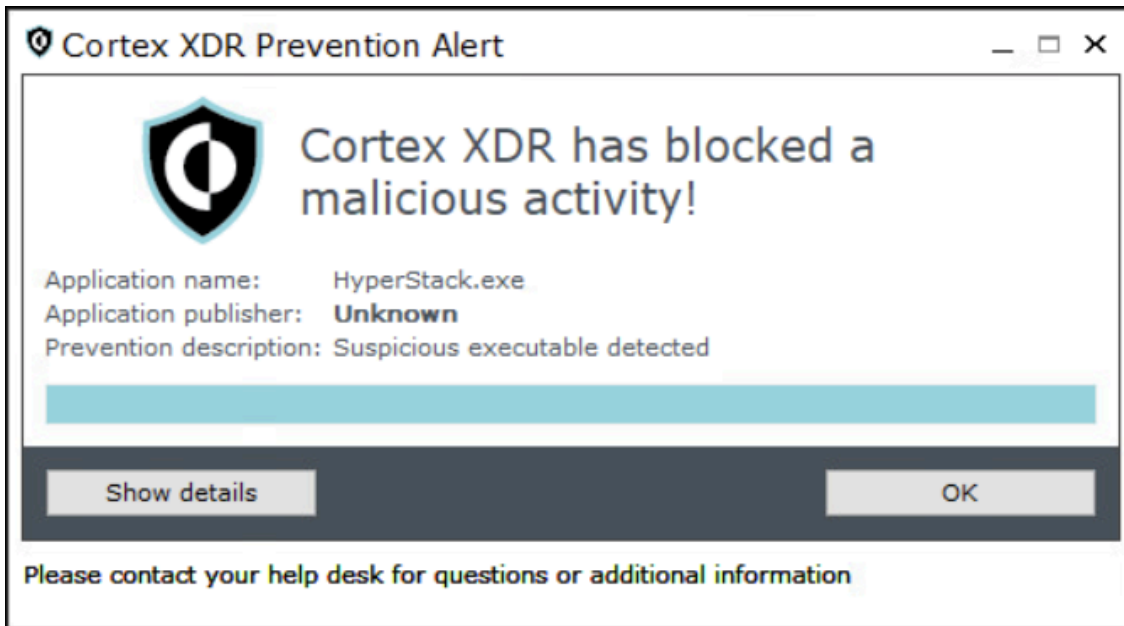 Cortex XDR Prevention Alert
Cortex XDR has blocked a
malicious activity!
Application name: HyperStack.exe
Application publisher: Unknown
Prevention description: Suspicious executable detected
Show details
OK
Please contact your help desk for questions or additional information